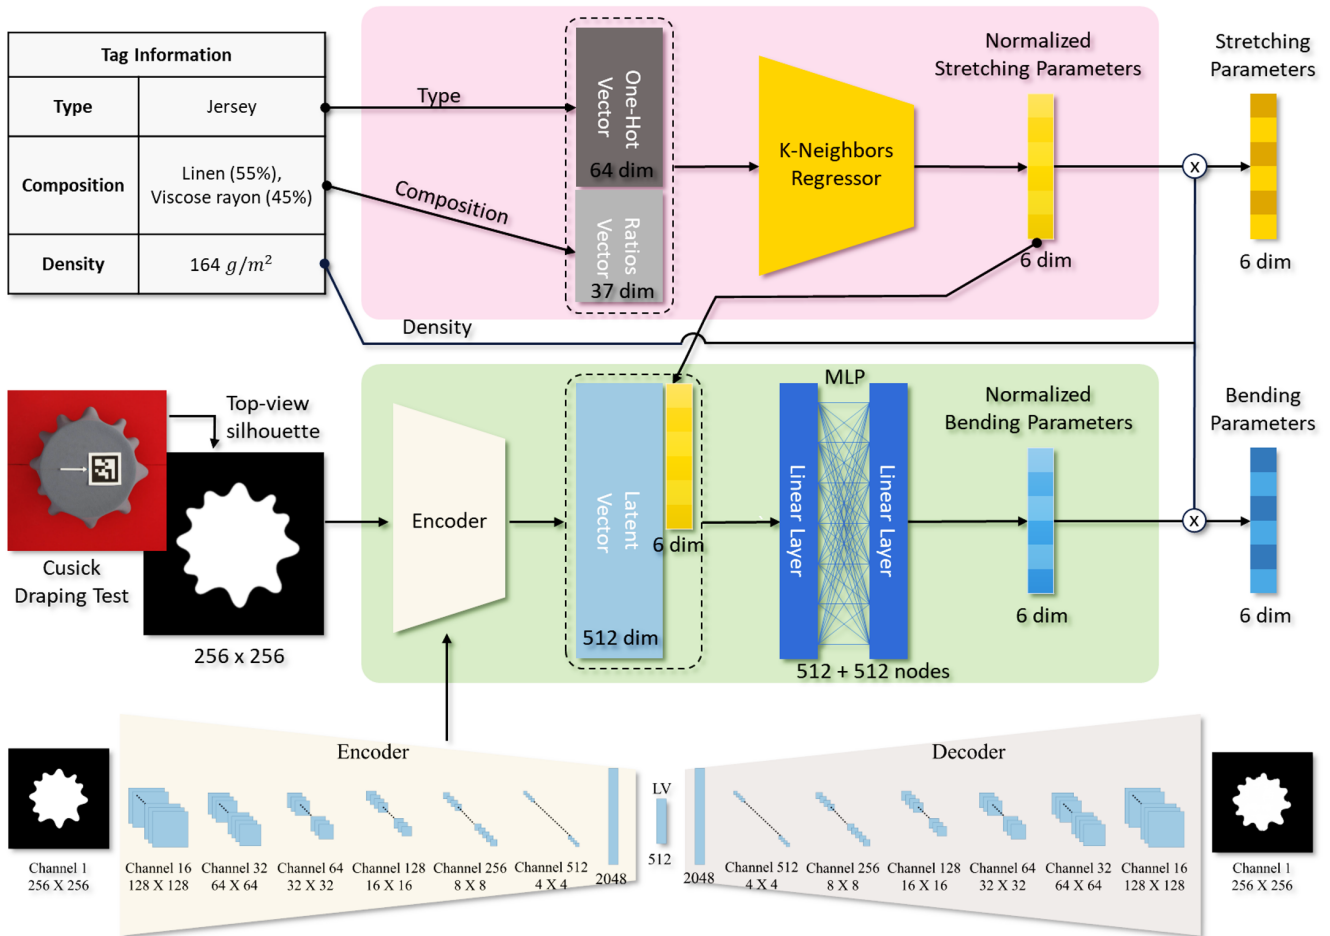 Tag Information
Type
Jersey
Composition
Linen (55%),
Viscose rayon (45%)
Density
164 g/m²
Type
Composition
Density
One-Hot
Vector
64 dim
Ratios
Vector
37 dim
K-Neighbors
Regressor
Normalized
Stretching Parameters
6 dim
x
Stretching
Parameters
6 dim
Cusick
Draping Test
Top-view
silhouette
256 x 256
Encoder
Latent
Vector
512 dim
6 dim
MLP
Linear Layer
Linear Layer
512 + 512 nodes
Normalized
Bending Parameters
6 dim
x
Bending
Parameters
6 dim
Channel 1
256 X 256
Encoder
Channel 16
128 X 128
Channel 32
64 X 64
Channel 64
32 X 32
Channel 128
16 X 16
Channel 256
8 X 8
Channel 512
4 X 4
2048
LV
512
Decoder
2048
Channel 512
4 X 4
Channel 256
8 X 8
Channel 128
16 X 16
Channel 64
32 X 32
Channel 32
64 X 64
Channel 16
128 X 128
Channel 1
256 X 256